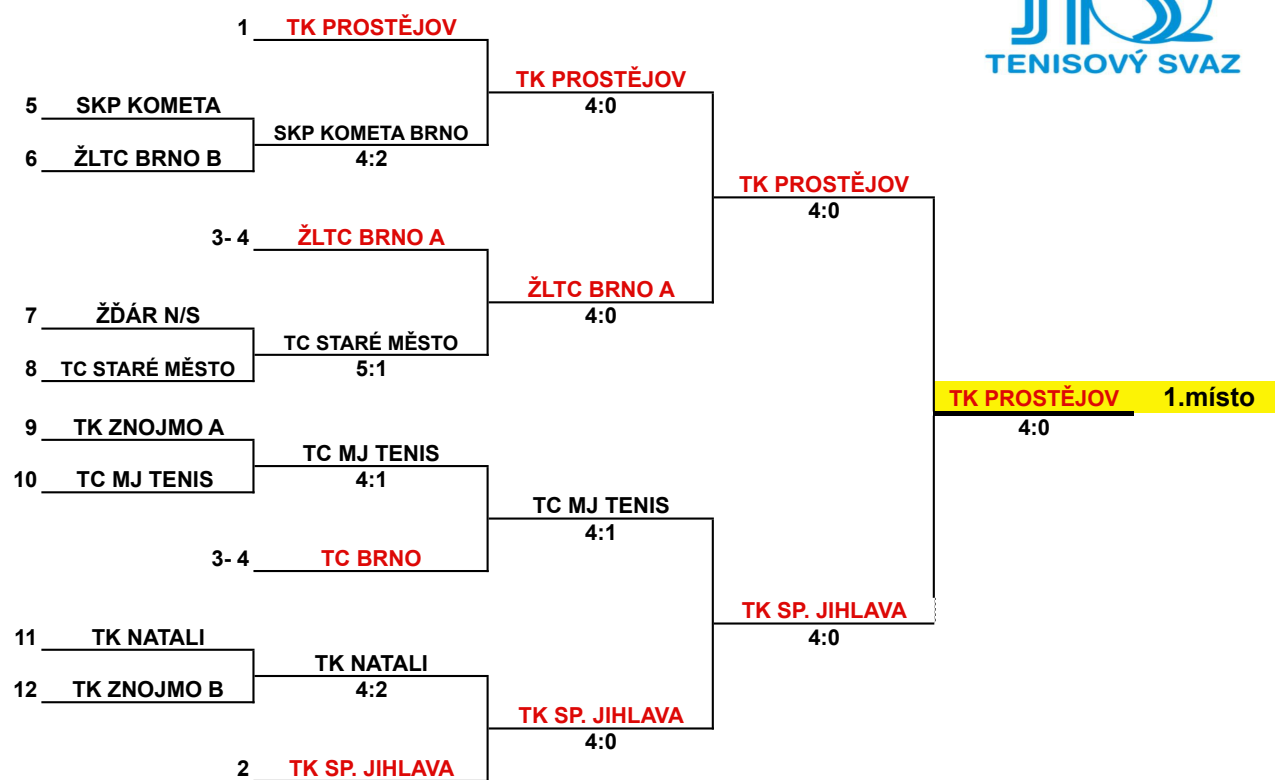 1 TK PROSTĚJOV
TENISOVÝ SVAZ
TK PROSTĚJOV
4:0
5 SKP KOMETA
SKP KOMETA BRNO
6 ŽLTC BRNO B
4:2
TK PROSTĚJOV
4:0
3- 4 ŽLTC BRNO A
ŽLTC BRNO A
4:0
7 ŽĎÁR N/S
TC STARÉ MĚSTO
8 TC STARÉ MĚSTO
5:1
TK PROSTĚJOV 1.místo
4:0
9 TK ZNOJMO A
TC MJ TENIS
10 TC MJ TENIS
4:1
TC MJ TENIS
4:1
3- 4 TC BRNO
TK SP. JIHLAVA
4:0
11 TK NATALI
TK NATALI
12 TK ZNOJMO B
4:2
TK SP. JIHLAVA
4:0
2 TK SP. JIHLAVA